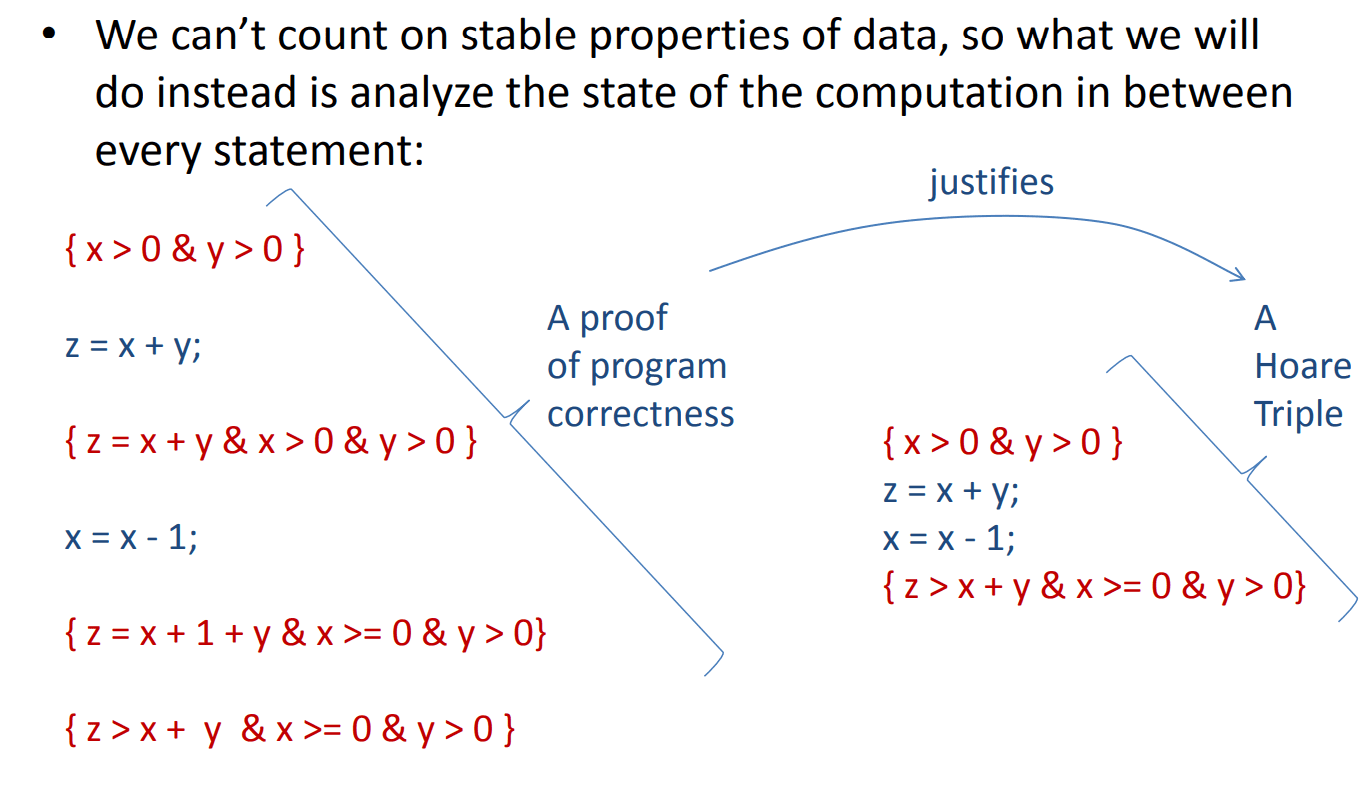 • We can’t count on stable properties of data, so what we will
do instead is analyze the state of the computation in between
every statement:
justifies
{ x > 0 & y > 0 }
z = x + y;
{ z = x + y & x > 0 & y > 0 }
x = x - 1;
{ z = x + 1 + y & x >= 0 & y > 0}
{ z > x + y & x >= 0 & y > 0 }
A proof
of program
correctness
A
Hoare
Triple
{ x > 0 & y > 0 }
z = x + y;
x = x - 1;
{ z > x + y & x >= 0 & y > 0}